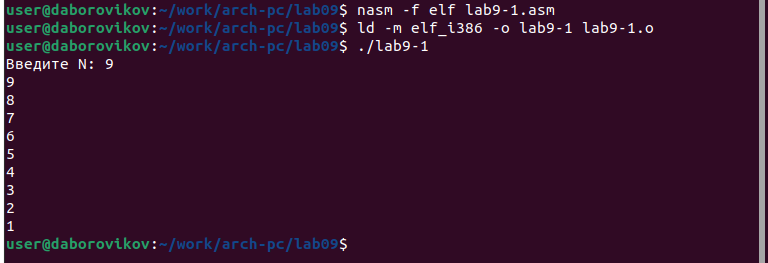 user@daborovikov:~/work/arch-pc/lab09$ nasm -f elf lab9-1.asm
user@daborovikov:~/work/arch-pc/lab09$ ld -m elf_i386 -o lab9-1 lab9-1.o
user@daborovikov:~/work/arch-pc/lab09$ ./lab9-1
Введите N: 9
9
8
7
6
5
4
3
2
1
user@daborovikov:~/work/arch-pc/lab09$